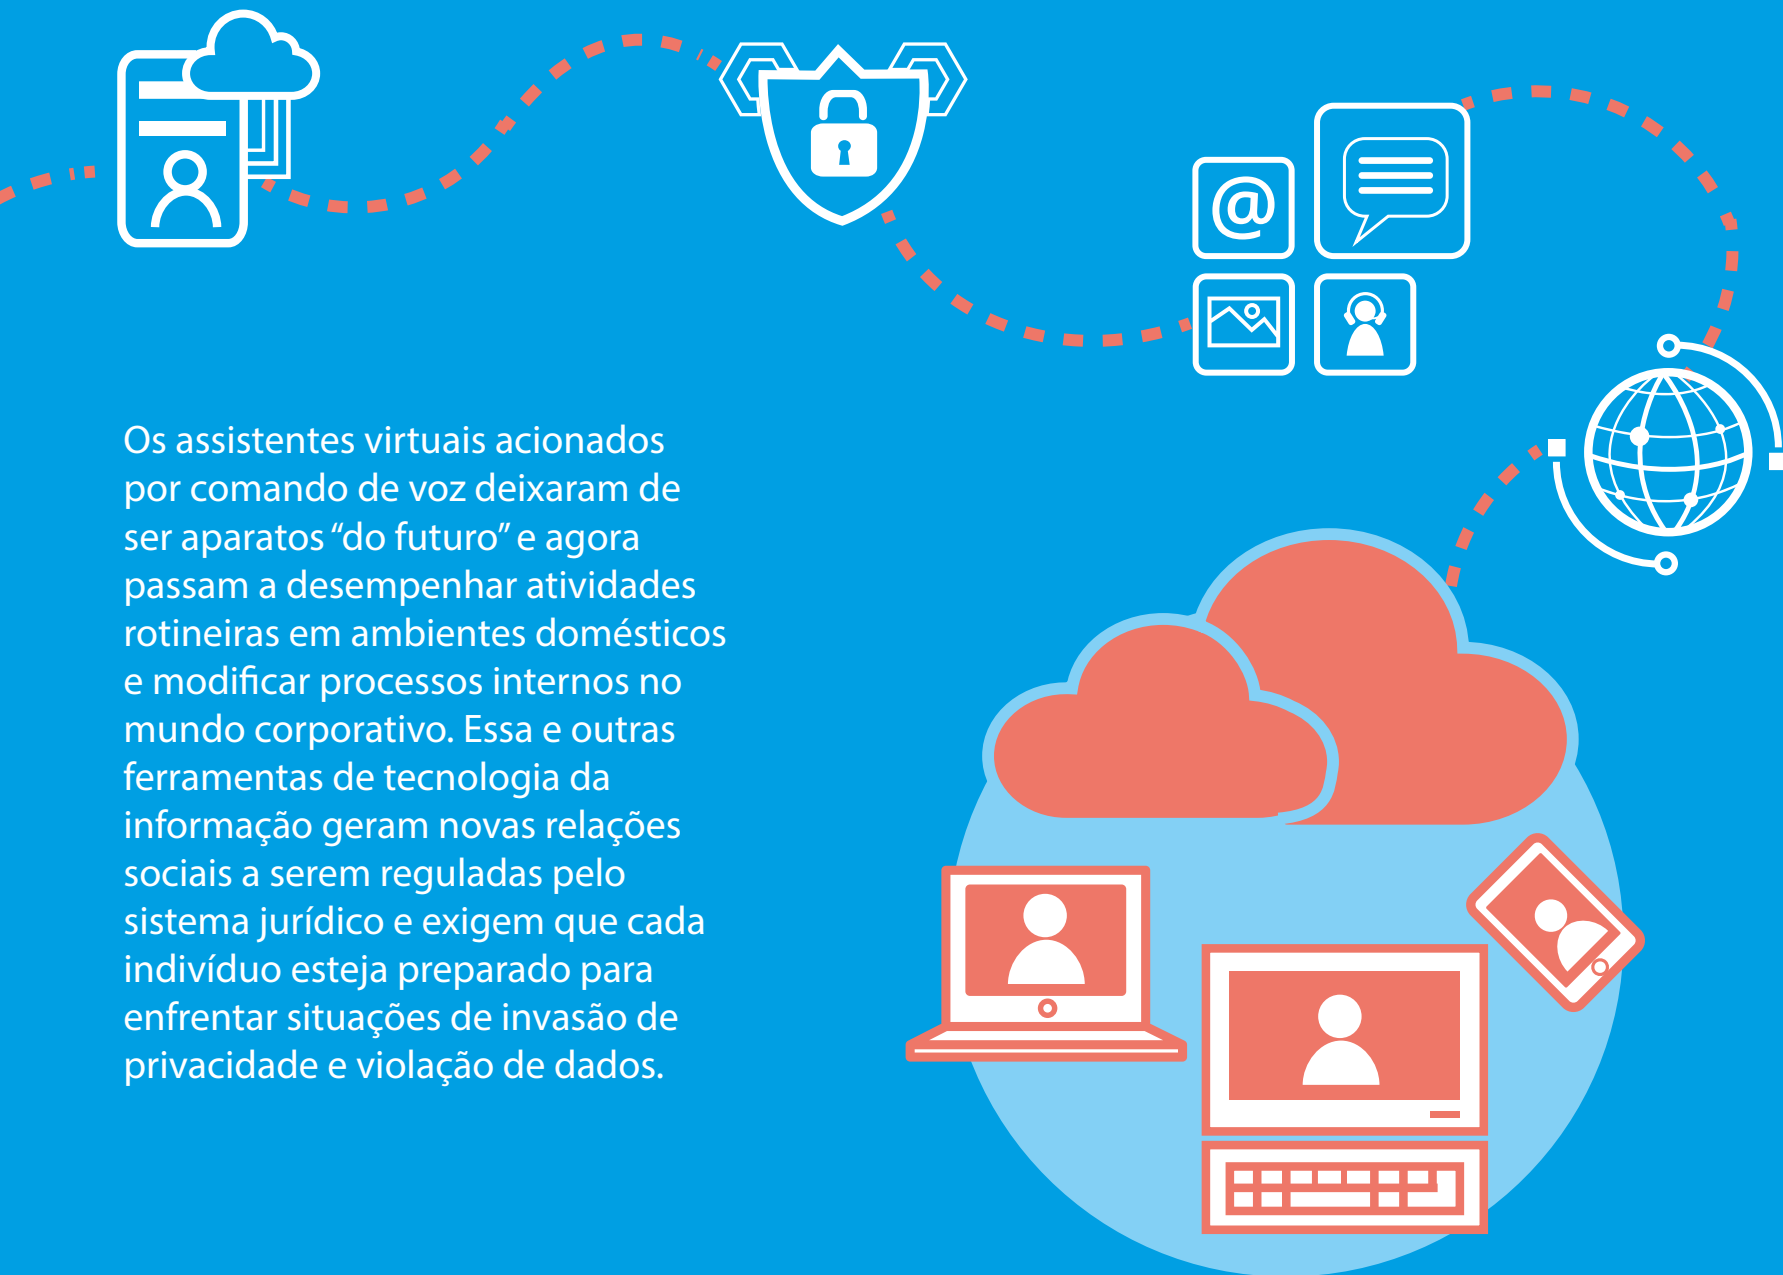 @
Os assistentes virtuais acionados
por comando de voz deixaram de
ser aparatos “do futuro” e agora
passam a desempenhar atividades
rotineiras em ambientes domésticos
e modificar processos internos no
mundo corporativo. Essa e outras
ferramentas de tecnologia da
informação geram novas relações
sociais a serem reguladas pelo
sistema jurídico e exigem que cada
indivíduo esteja preparado para
enfrentar situações de invasão de
privacidade e violação de dados.